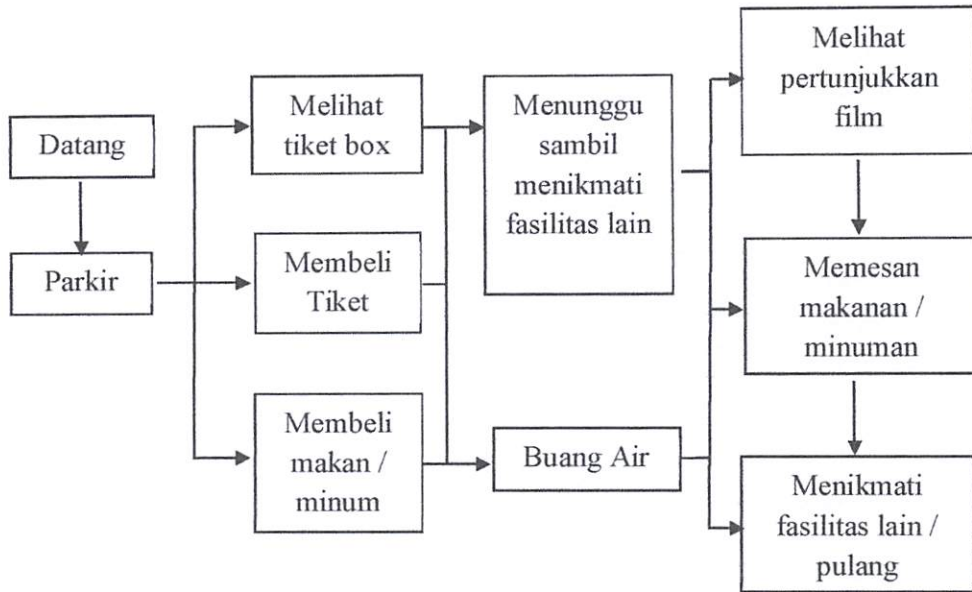 Datang
Parkir
Melihat
tiket box
Membeli
Tiket
Membeli
makan /
minum
Menunggu
sambil
menikmati
fasilitas lain
Buang Air
Melihat
pertunjukkan
film
Memesan
makanan /
minuman
Menikmati
fasilitas lain /
pulang